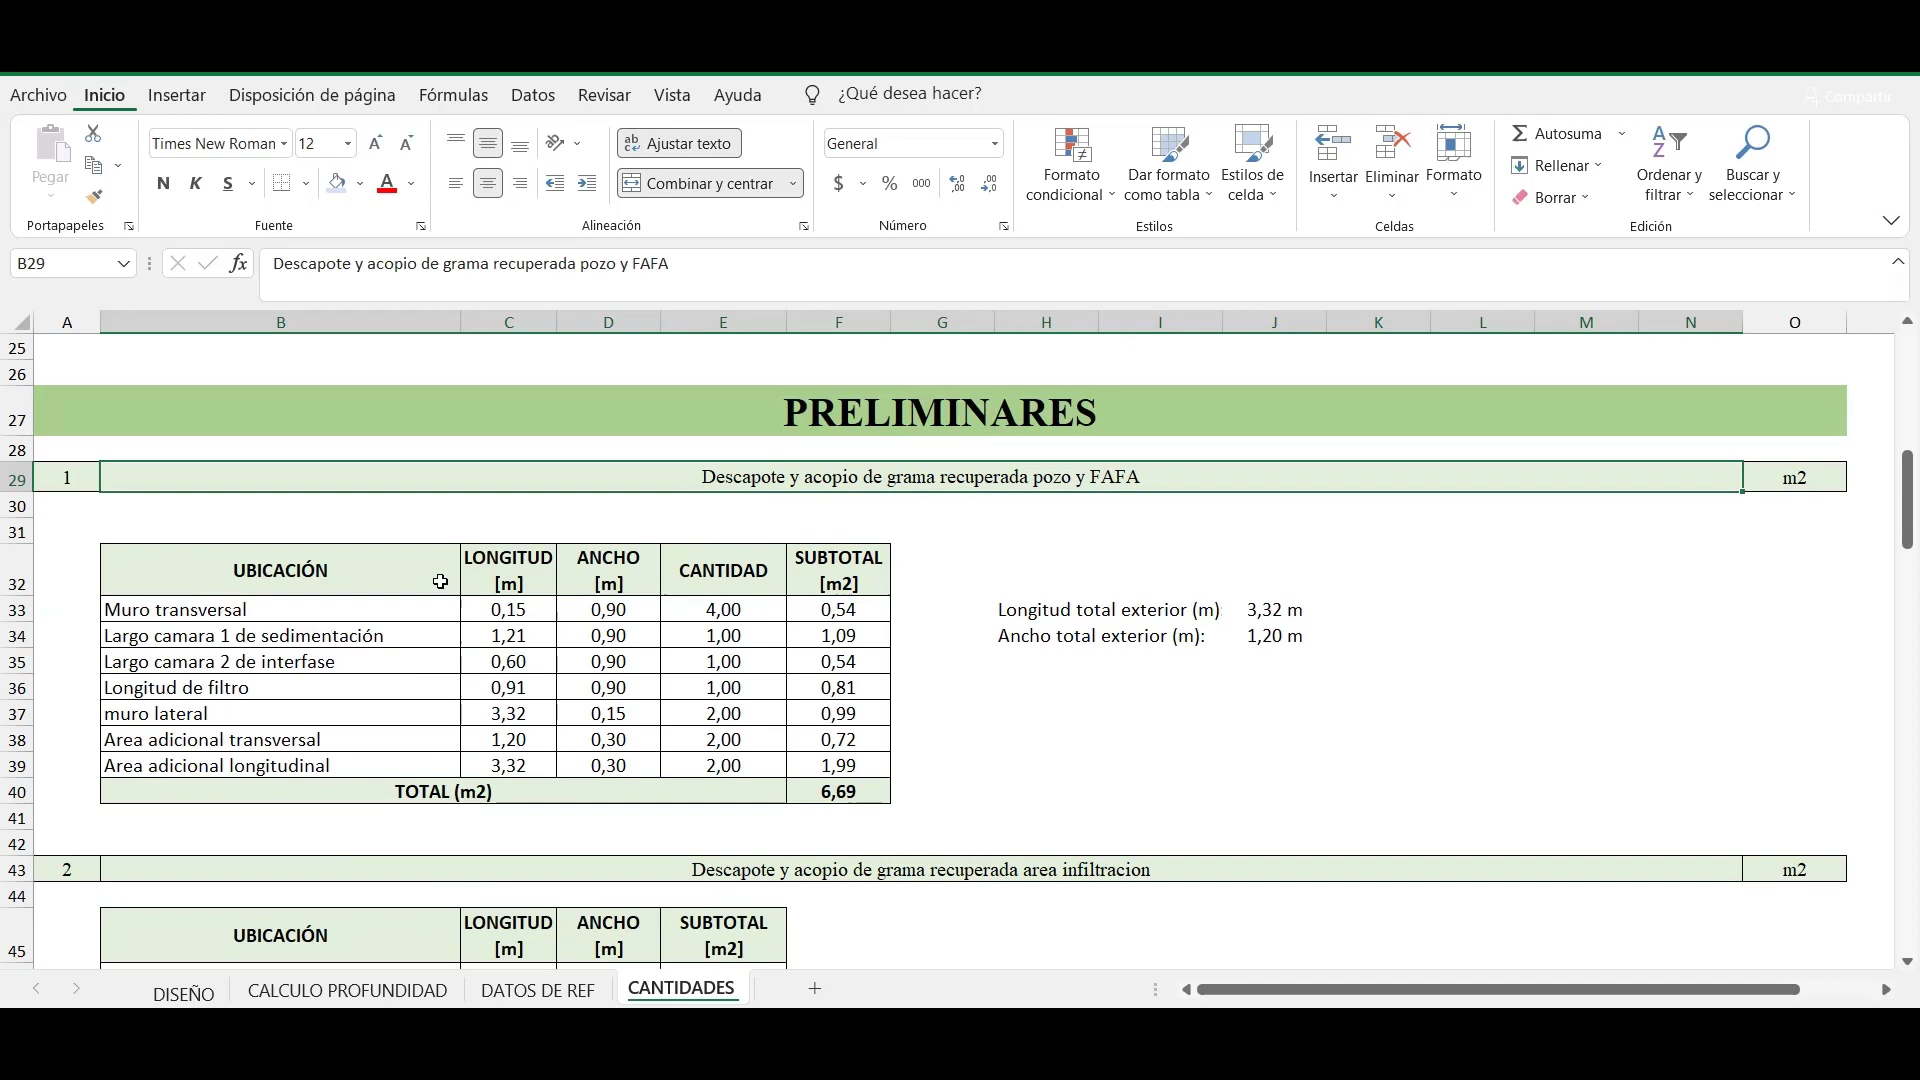 Archivo Inicio Insertar Disposición de página Fórmulas Datos Revisar Vista Ayuda ¿Qué desea hacer? Compartir
Pegar
Portapapeles
Times New Roman 12
N K S
Fuente
Ajustar texto
Combinar y centrar
Alineación
General
$ % 000
Número
Formato condicional
Dar formato como tabla
Estilos de celda
Estilos
Insertar Eliminar Formato
Celdas
Autosuma
Rellenar
Borrar
Ordenar y filtrar
Buscar y seleccionar
Edición
B29 fx Descapote y acopio de grama recuperada pozo y FAFA
A B C D E F G H I J K L M N O
25
26
27 PRELIMINARES
28
29 1 Descapote y acopio de grama recuperada pozo y FAFA m2
30
31
32 UBICACIÓN LONGITUD [m] ANCHO [m] CANTIDAD SUBTOTAL [m2]
33 Muro transversal 0,15 0,90 4,00 0,54 Longitud total exterior (m): 3,32 m
34 Largo camara 1 de sedimentación 1,21 0,90 1,00 1,09 Ancho total exterior (m): 1,20 m
35 Largo camara 2 de interfase 0,60 0,90 1,00 0,54
36 Longitud de filtro 0,91 0,90 1,00 0,81
37 muro lateral 3,32 0,15 2,00 0,99
38 Area adicional transversal 1,20 0,30 2,00 0,72
39 Area adicional longitudinal 3,32 0,30 2,00 1,99
40 TOTAL (m2) 6,69
41
42
43 2 Descapote y acopio de grama recuperada area infiltracion m2
44
45 UBICACIÓN LONGITUD [m] ANCHO [m] SUBTOTAL [m2]
DISEÑO CALCULO PROFUNDIDAD DATOS DE REF CANTIDADES